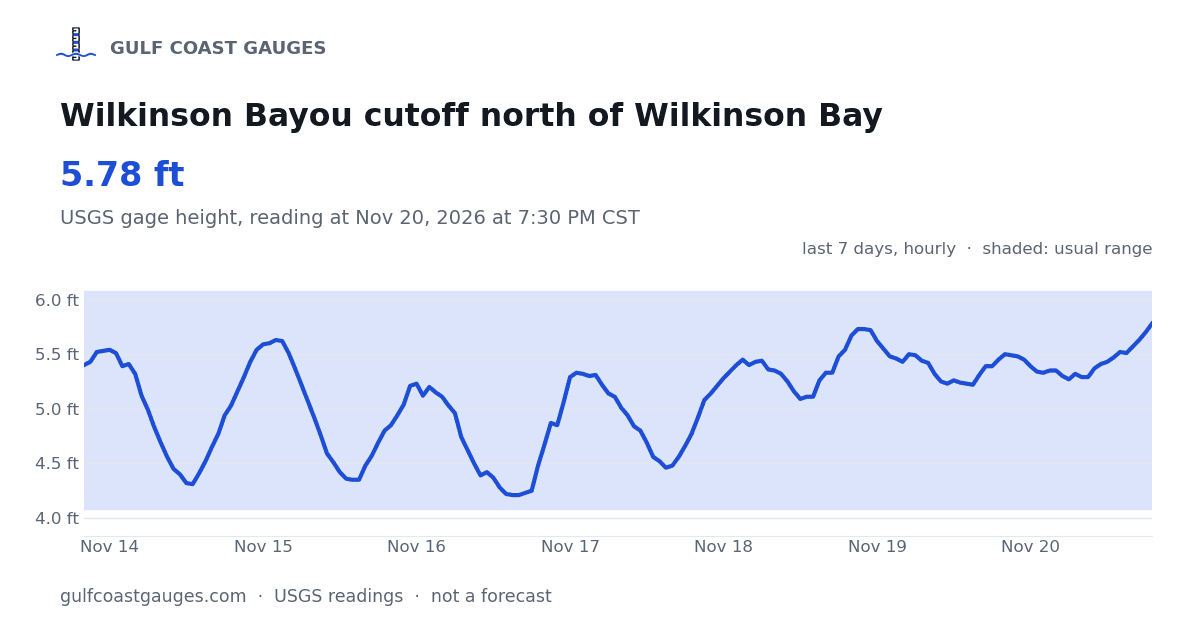 GULF COAST GAUGES
Wilkinson Bayou cutoff north of Wilkinson Bay
5.78 ft
USGS gage height, reading at Nov 20, 2026 at 7:30 PM CST
last 7 days, hourly · shaded: usual range
6.0 ft
5.5 ft
5.0 ft
4.5 ft
4.0 ft
Nov 14 Nov 15 Nov 16 Nov 17 Nov 18 Nov 19 Nov 20
gulfcoastgauges.com · USGS readings · not a forecast